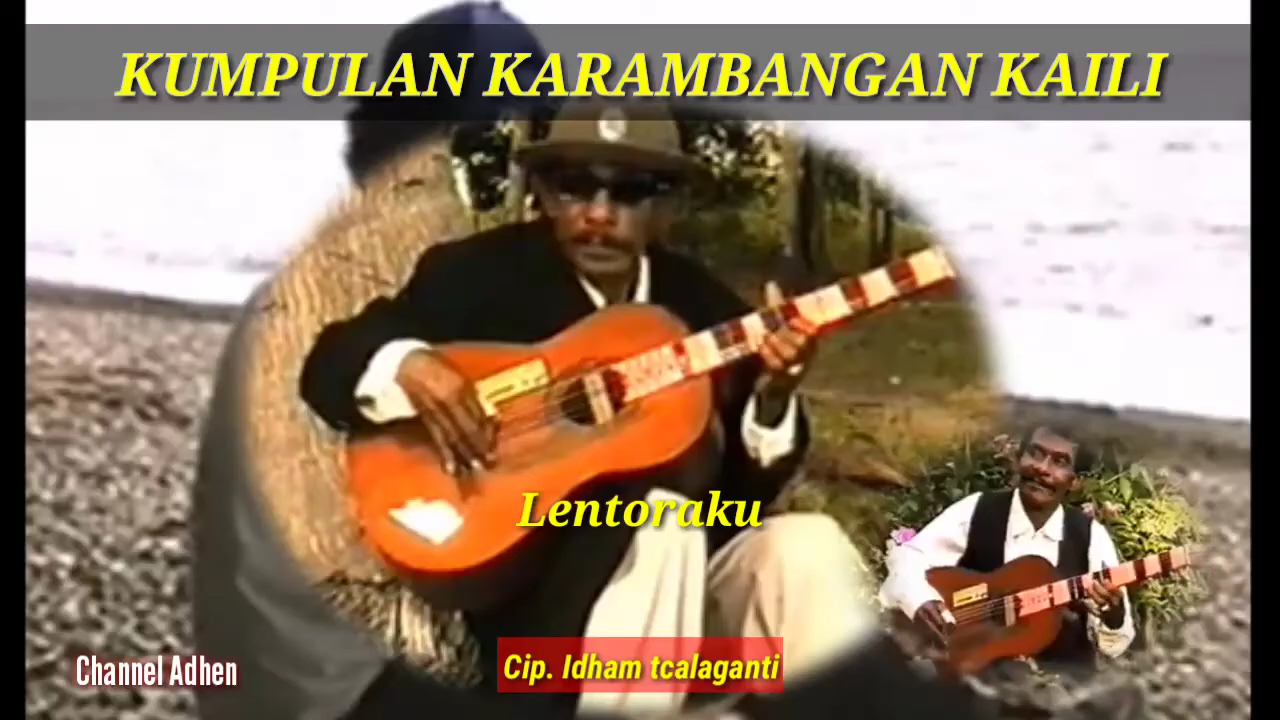 KUMPULAN KARAMBANGAN KAILI
Lentoraku
Cip. Idham tcalaganti
Channel Adhen